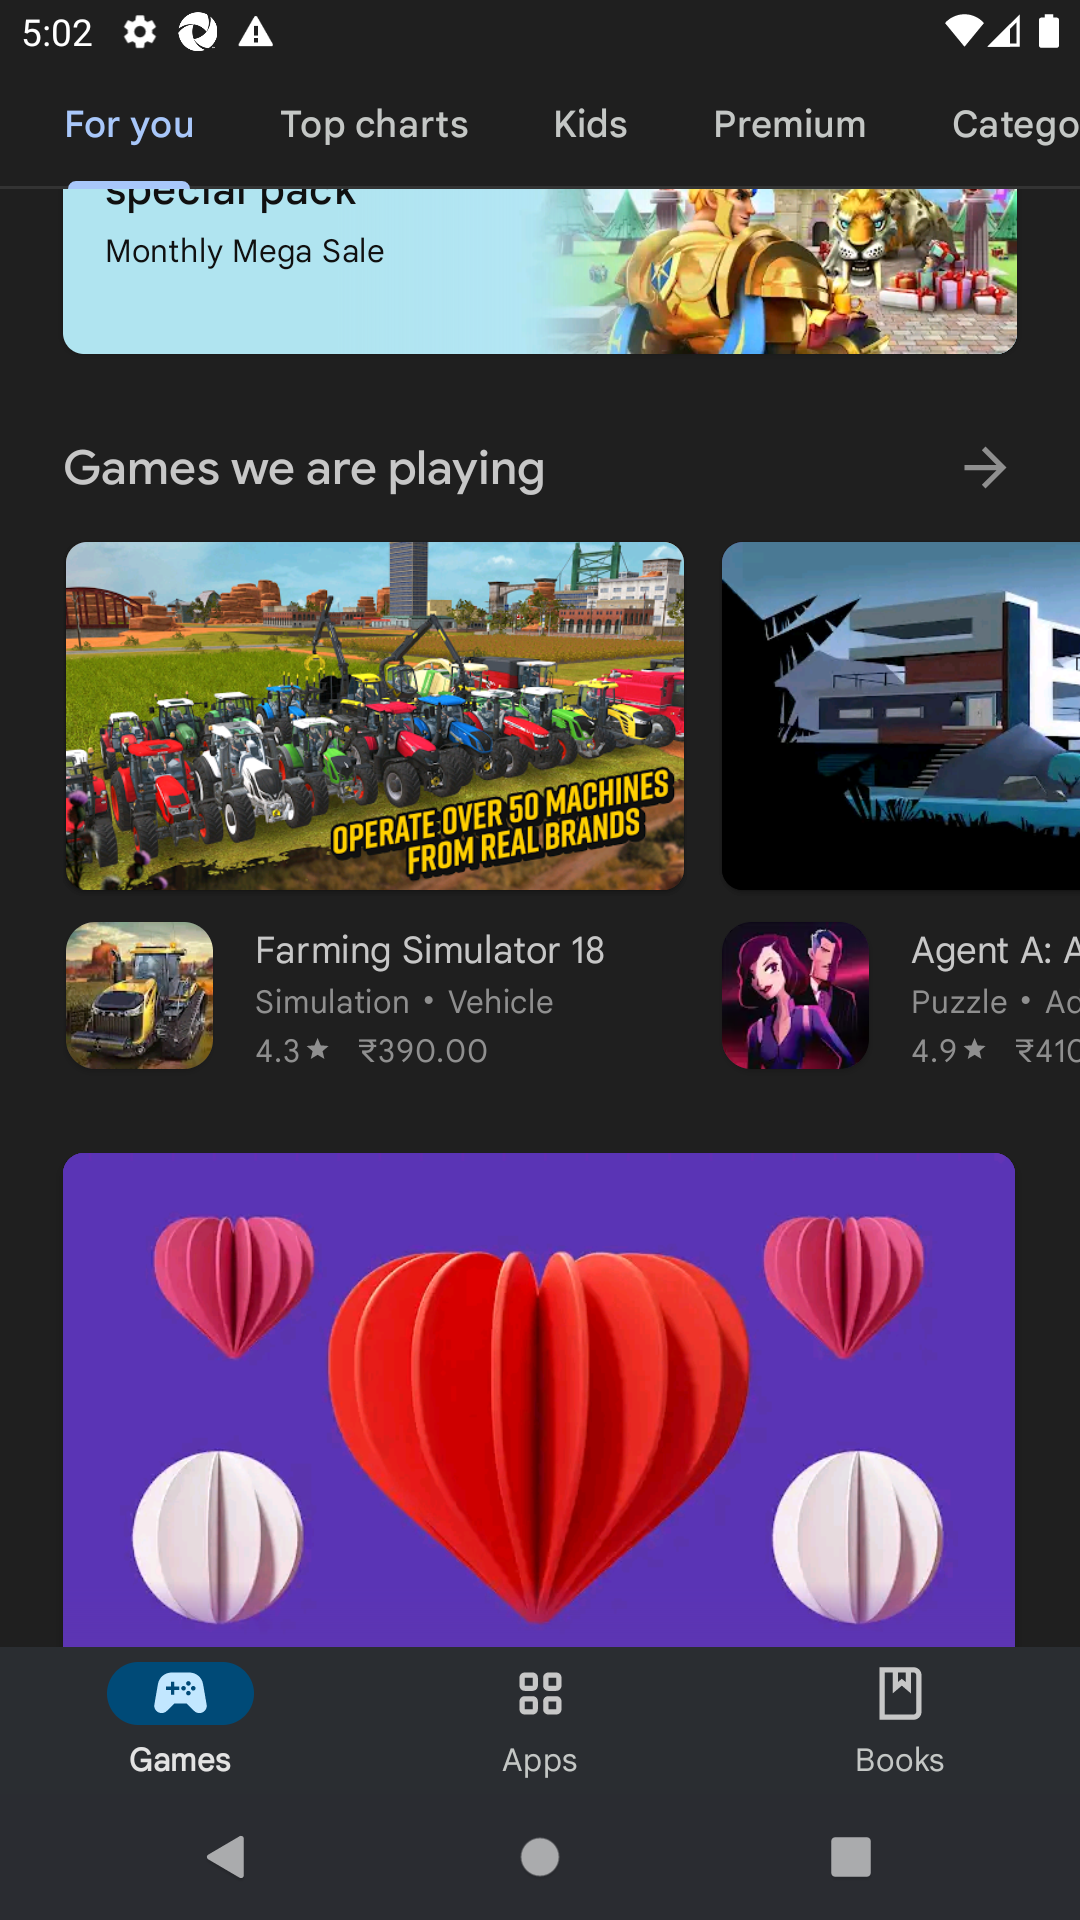 5:02
For you Top charts Kids Premium Catego
special pack
Monthly Mega Sale
Games we are playing
OPERATE OVER 50 MACHINES
FROM REAL BRANDS
Farming Simulator 18
Simulation • Vehicle
4.3★ ₹390.00
Agent A: A
Puzzle • Ac
4.9★ ₹410
Games Apps Books